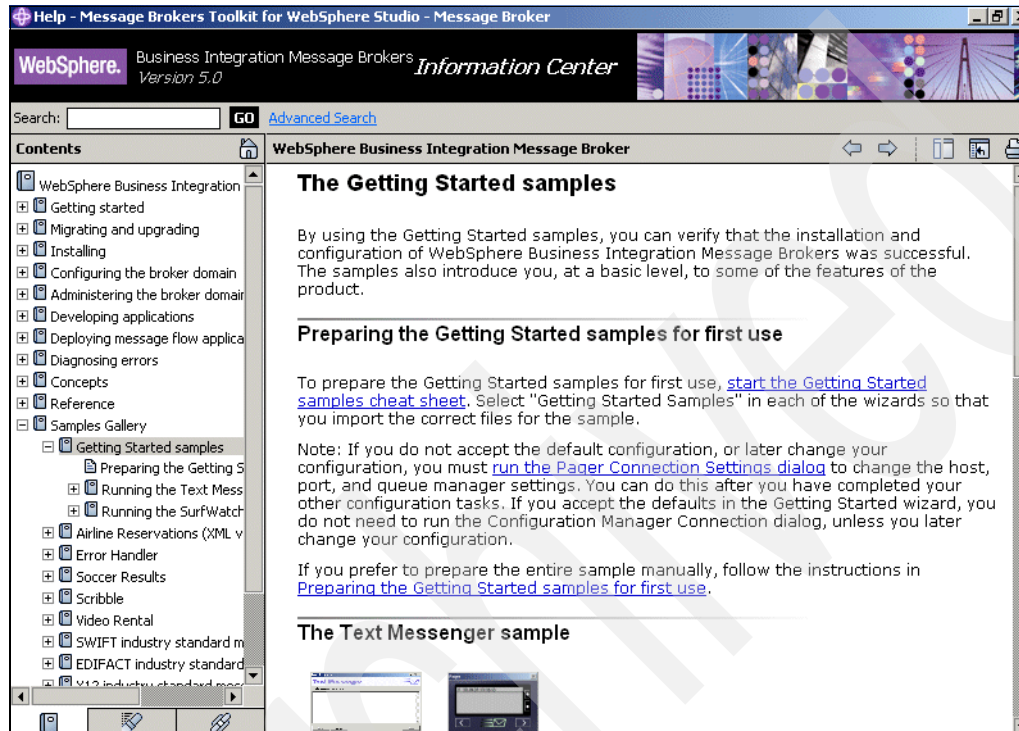 Help - Message Brokers Toolkit for WebSphere Studio - Message Broker
WebSphere.
Business Integration Message Brokers
Version 5.0
Information Center
Search:
GO
Advanced Search
Contents
WebSphere Business Integration Message Broker
WebSphere Business Integration
Getting started
Migrating and upgrading
Installing
Configuring the broker domain
Administering the broker domain
Developing applications
Deploying message flow applica
Diagnosing errors
Concepts
Reference
Samples Gallery
Getting Started samples
Preparing the Getting S
Running the Text Mess
Running the SurfWatch
Airline Reservations (XML v
Error Handler
Soccer Results
Scribble
Video Rental
SWIFT industry standard m
EDIFACT industry standard
X12 industry standard mess
The Getting Started samples
By using the Getting Started samples, you can verify that the installation and
configuration of WebSphere Business Integration Message Brokers was successful.
The samples also introduce you, at a basic level, to some of the features of the
product.
Preparing the Getting Started samples for first use
To prepare the Getting Started samples for first use, start the Getting Started
samples cheat sheet. Select "Getting Started Samples" in each of the wizards so that
you import the correct files for the sample.
Note: If you do not accept the default configuration, or later change your
configuration, you must run the Pager Connection Settings dialog to change the host,
port, and queue manager settings. You can do this after you have completed your
other configuration tasks. If you accept the defaults in the Getting Started wizard, you
do not need to run the Configuration Manager Connection dialog, unless you later
change your configuration.
If you prefer to prepare the entire sample manually, follow the instructions in
Preparing the Getting Started samples for first use.
The Text Messenger sample
Text Messenger